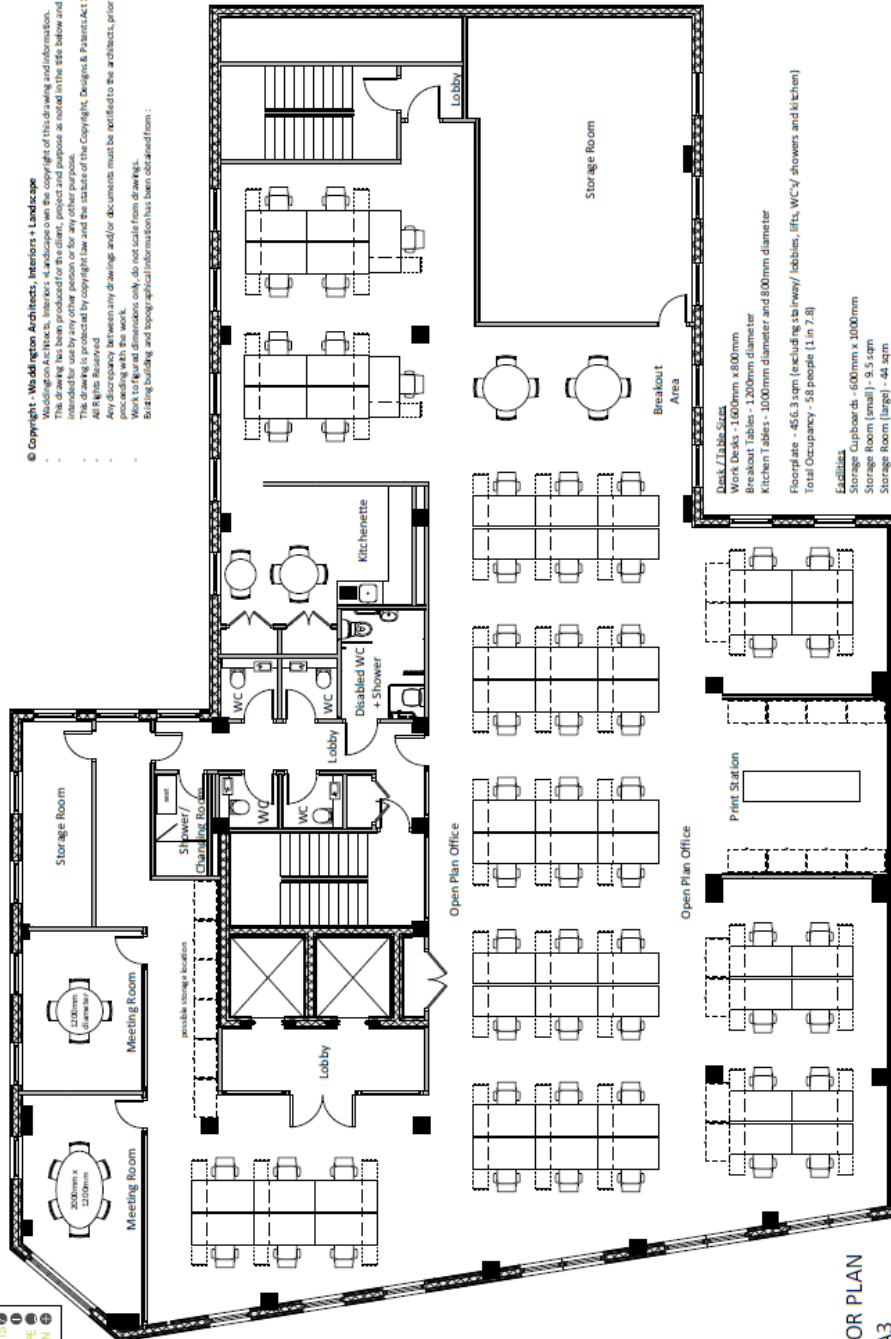 © Copyright - Waddington Architects, Interiors + Landscape
- Waddington Architects, Interiors +Landscape own the copyright of this drawing and information.
- This drawing has been produced for the client, project and purpose as noted in the title below and
intended for use by any other person or for any other purpose.
- This drawing is protected by copyright law and the statute of the Copyright, Designs & Patents Act
All Rights Reserved
- Any discrepancy between any drawings and/or documents must be notified to the architects, prior
proceeding with the work.
- Work to figured dimensions only, do not scale from drawings.
- Existing building and topographical information has been obtained from :
Storage Room
Meeting Room
1200mm
diameter
Meeting Room
2000mm x
1200mm
possible storage location
Shower/
Changing Room
seat
WC
WC
WC
WC
Lobby
Disabled WC
+ Shower
Kitchenette
Lobby
Lobby
Storage Room
Breakout
Area
Open Plan Office
Open Plan Office
Print Station
Desk / Table Sizes
Work Desks - 1600mm x 800mm
Breakout Tables - 1200mm diameter
Kitchen Tables - 1000mm diameter and 800mm diameter
Floorplate - 456.3 sqm (excluding stairway/ lobbies, lifts, WC's/ showers and kitchen)
Total Occupancy - 58 people (1 in 7.8)
Facilities
Storage Cupboards - 600mm x 1000mm
Storage Room (small) - 9.5 sqm
Storage Room (large) - 44 sqm
OR PLAN
A3